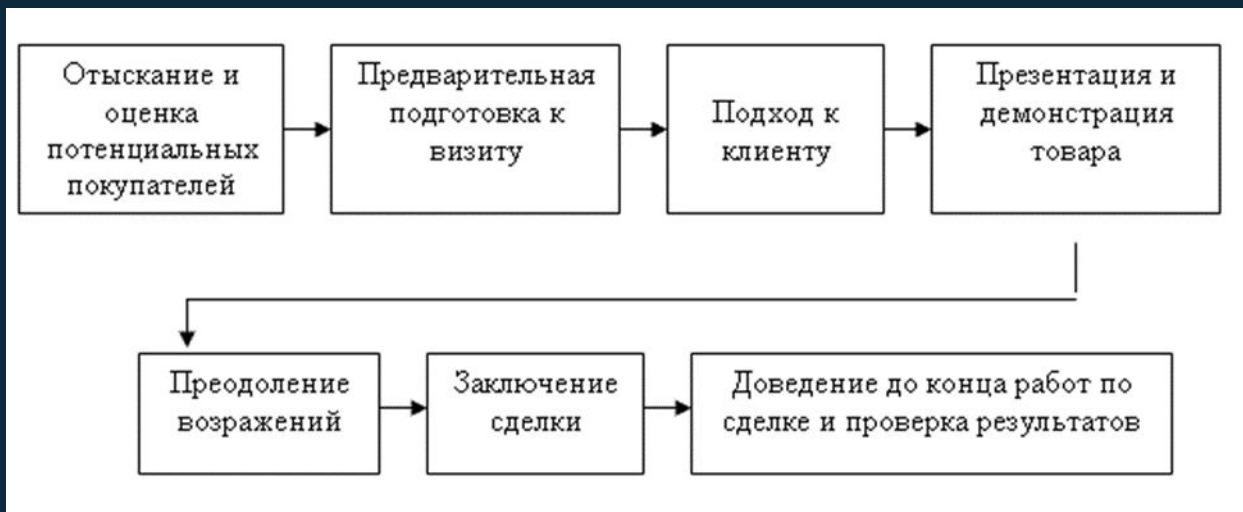 Отыскание и
оценка
потенциальных
покупателей
Предварительная
подготовка к
визиту
Подход к
клиенту
Презентация и
демонстрация
товара
Преодоление
возражений
Заключение
сделки
Доведение до конца работ по
сделке и проверка результатов